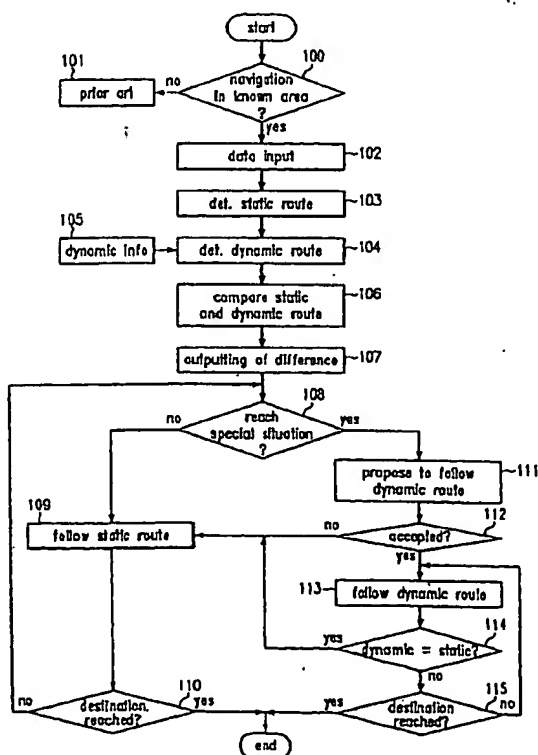 start
100
101
no
navigation
in known area
?
prior art
yes
data input
102
det. static route
103
105
dynamic info
det. dynamic route
104
compare static
and dynamic route
106
outputting of difference
107
108
no
reach
special situation
?
yes
propose to follow
dynamic route
111
109
follow static route
no
accepted?
112
yes
113
follow dynamic route
yes
dynamic = static?
114
no
no
destination
reached?
110
yes
yes
destination
reached?
115
no
end